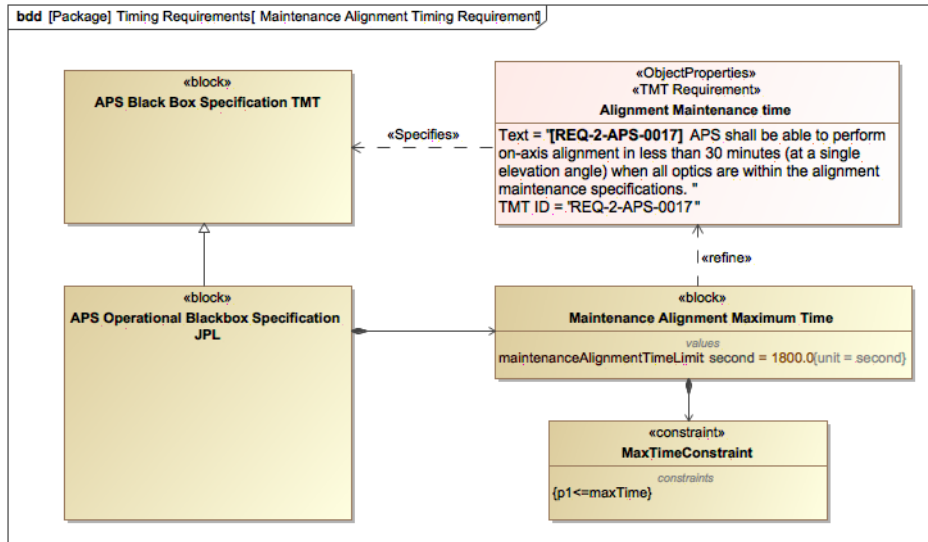 bdd [Package] Timing Requirements[ Maintenance Alignment Timing Requirement]
«block»
APS Black Box Specification TMT
«Specifies»
«ObjectProperties»
«TMT Requirement»
Alignment Maintenance time
Text = "[REQ-2-APS-0017] APS shall be able to perform
on-axis alignment in less than 30 minutes (at a single
elevation angle) when all optics are within the alignment
maintenance specifications. "
TMT ID = "REQ-2-APS-0017"
«refine»
«block»
APS Operational Blackbox Specification
JPL
«block»
Maintenance Alignment Maximum Time
values
maintenanceAlignmentTimeLimit second = 1800.0{unit = second}
«constraint»
MaxTimeConstraint
constraints
{p1<=maxTime}